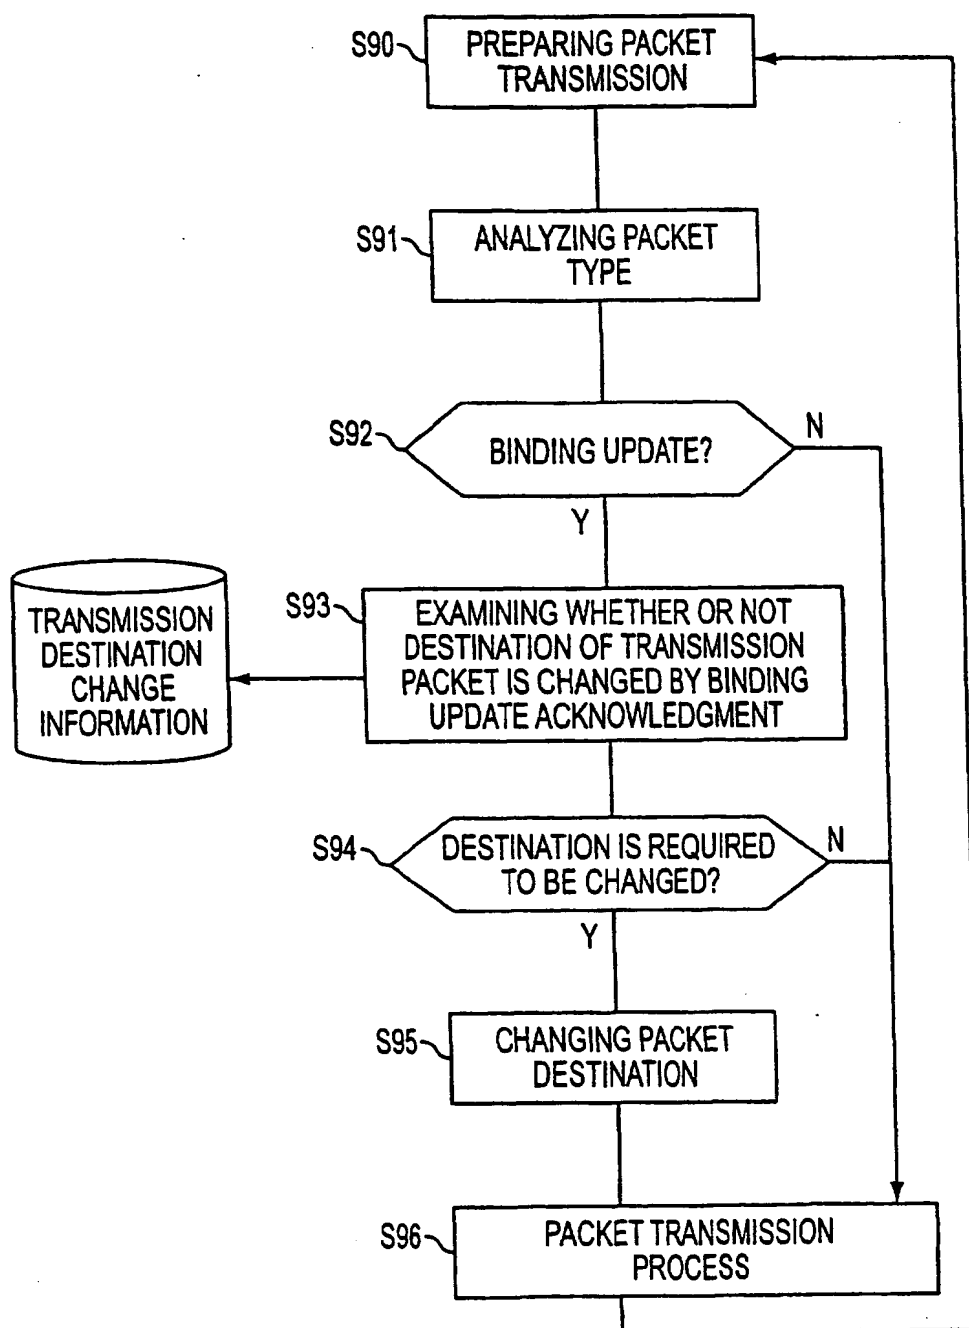 S90
PREPARING PACKET
TRANSMISSION
S91
ANALYZING PACKET
TYPE
S92
BINDING UPDATE?
N
Y
TRANSMISSION
DESTINATION
CHANGE
INFORMATION
S93
EXAMINING WHETHER OR NOT
DESTINATION OF TRANSMISSION
PACKET IS CHANGED BY BINDING
UPDATE ACKNOWLEDGMENT
S94
DESTINATION IS REQUIRED
TO BE CHANGED?
N
Y
S95
CHANGING PACKET
DESTINATION
S96
PACKET TRANSMISSION
PROCESS